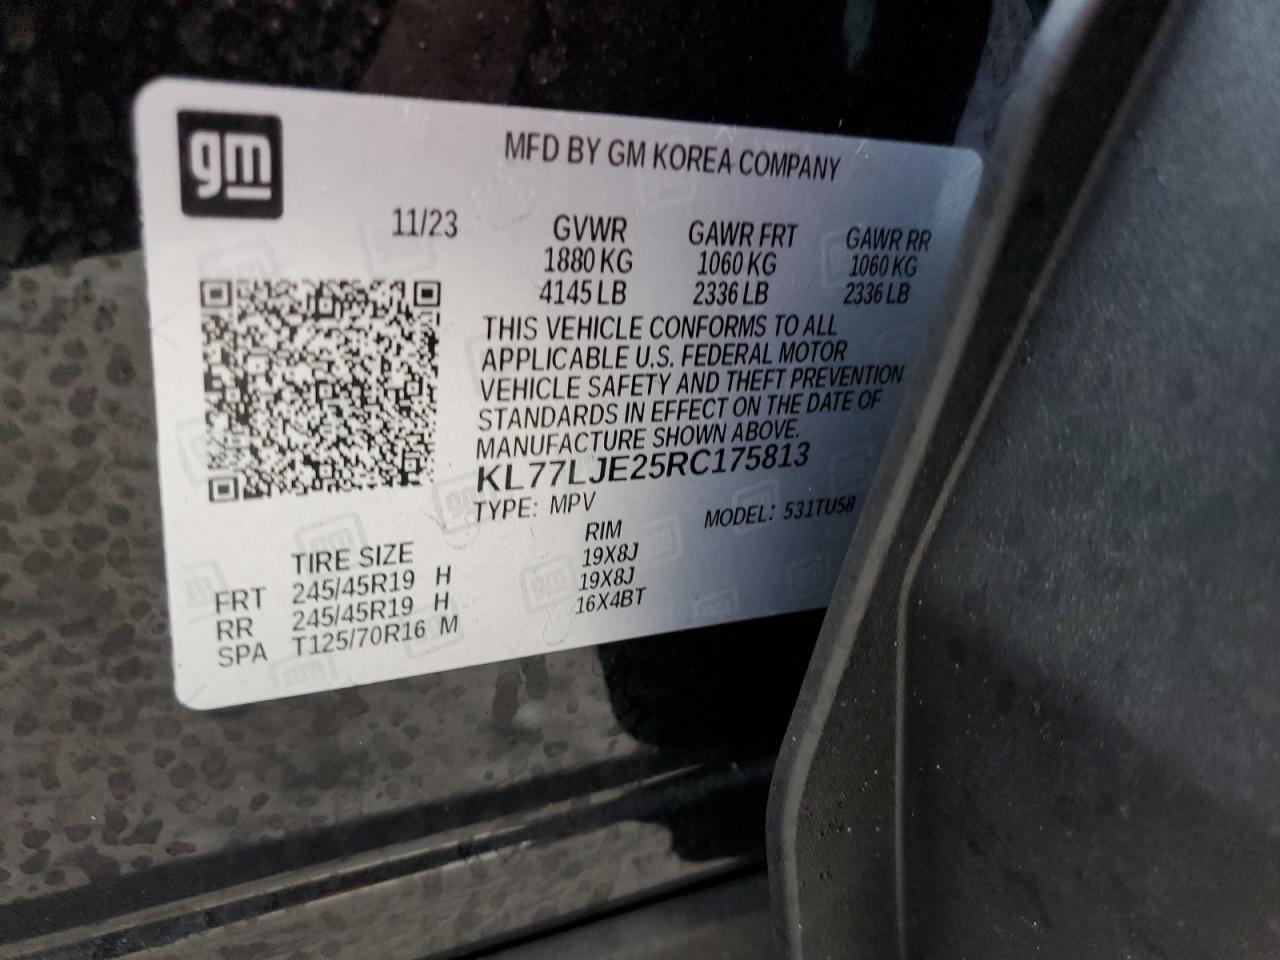 gm
MFD BY GM KOREA COMPANY
11/23 GVWR GAWR FRT GAWR RR
1880 KG 1060 KG 1060 KG
4145 LB 2336 LB 2336 LB
THIS VEHICLE CONFORMS TO ALL
APPLICABLE U.S. FEDERAL MOTOR
VEHICLE SAFETY AND THEFT PREVENTION
STANDARDS IN EFFECT ON THE DATE OF
MANUFACTURE SHOWN ABOVE.
KL77LJE25RC175813
TYPE: MPV MODEL: 531TU58
TIRE SIZE RIM
FRT 245/45R19 H 19X8J
RR 245/45R19 H 19X8J
SPA T125/70R16 M 16X4BT